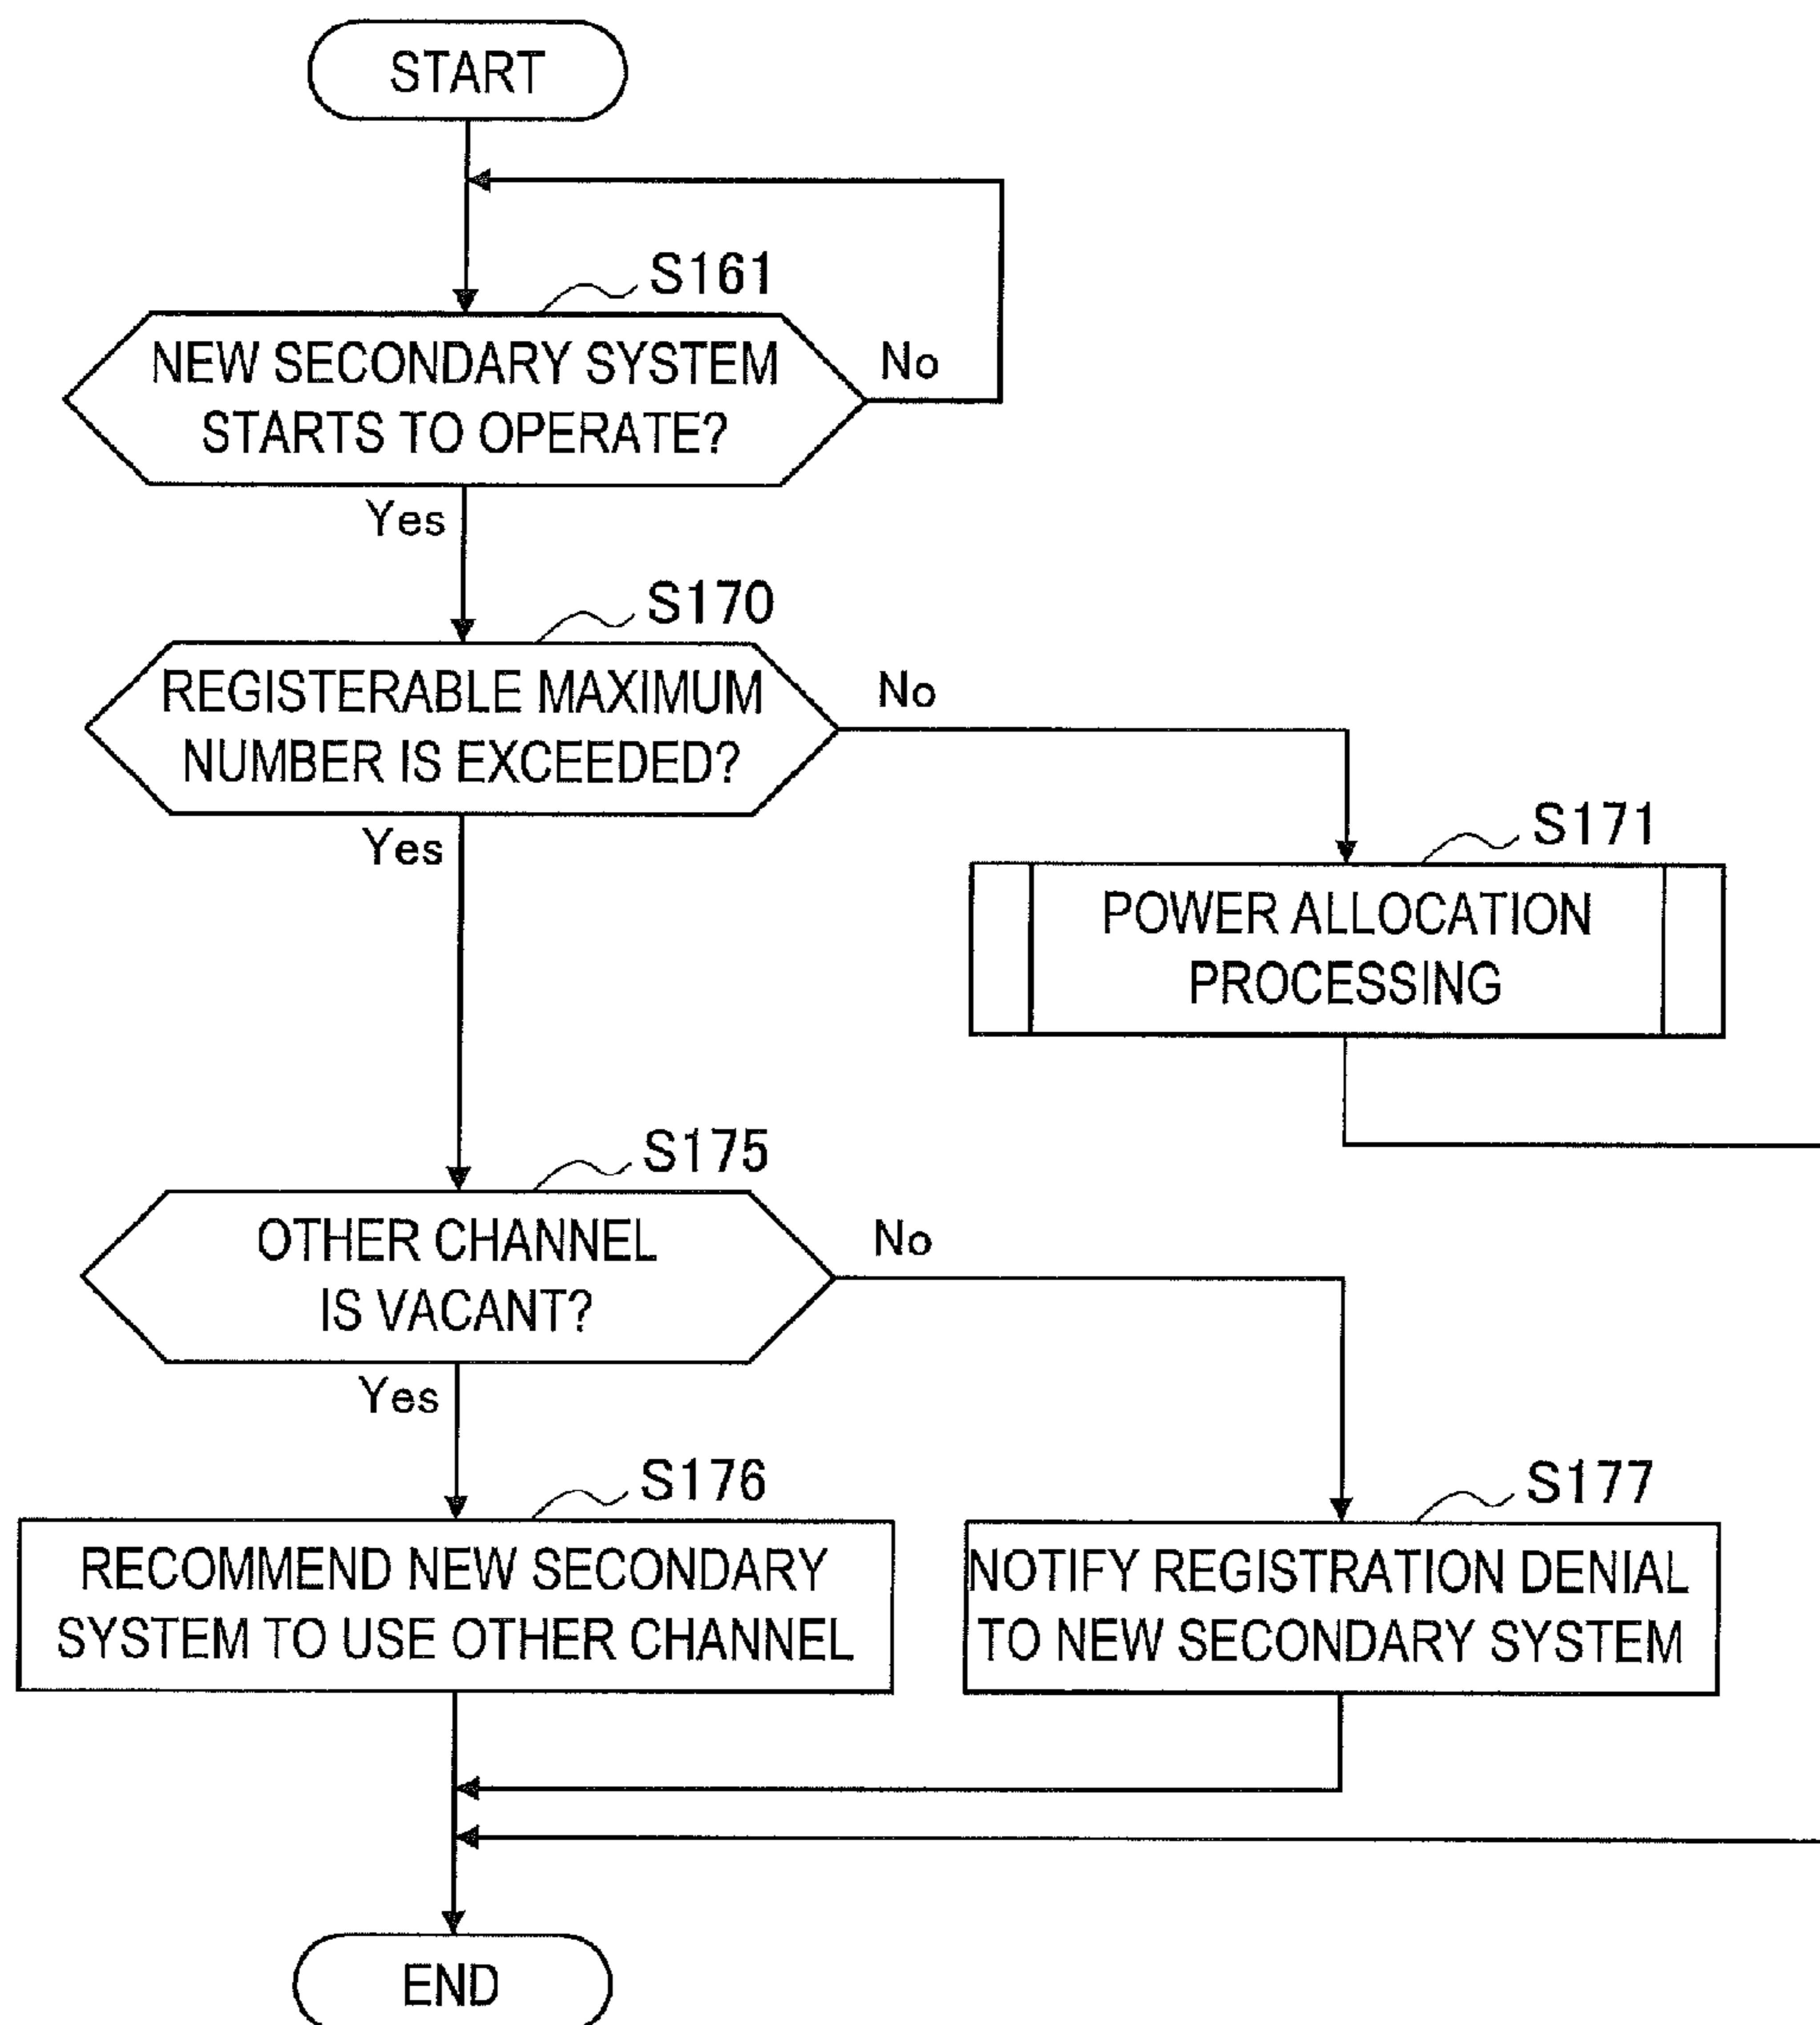 START
S161
NEW SECONDARY SYSTEM
STARTS TO OPERATE?
No
Yes
S170
REGISTERABLE MAXIMUM
NUMBER IS EXCEEDED?
No
Yes
S171
POWER ALLOCATION
PROCESSING
S175
OTHER CHANNEL
IS VACANT?
No
Yes
S176
RECOMMEND NEW SECONDARY
SYSTEM TO USE OTHER CHANNEL
S177
NOTIFY REGISTRATION DENIAL
TO NEW SECONDARY SYSTEM
END